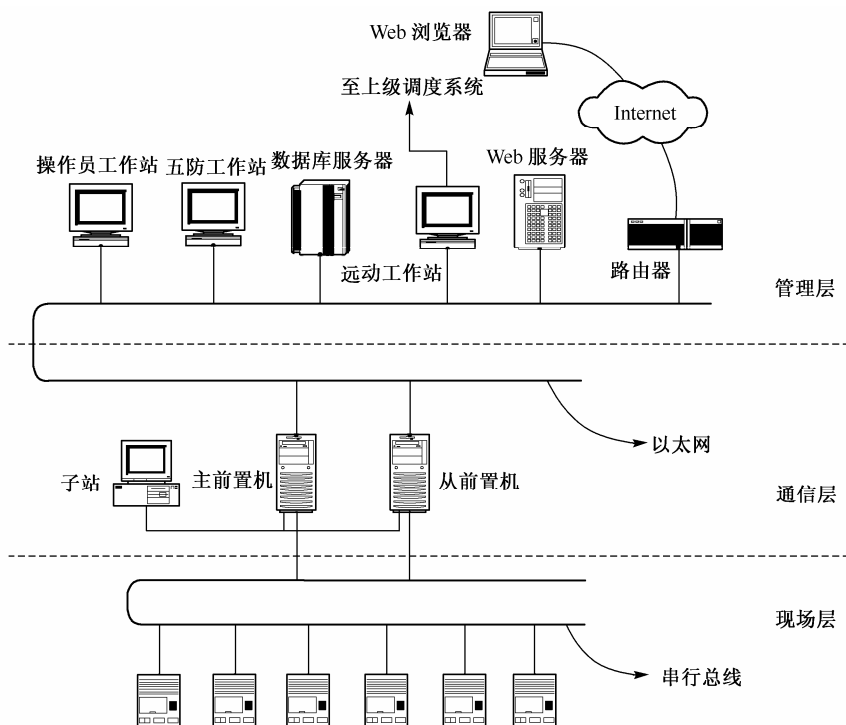 Web 浏览器
至上级调度系统
Internet
操作员工作站
五防工作站
数据库服务器
Web 服务器
远动工作站
路由器
管理层
以太网
子站
主前置机
从前置机
通信层
现场层
串行总线